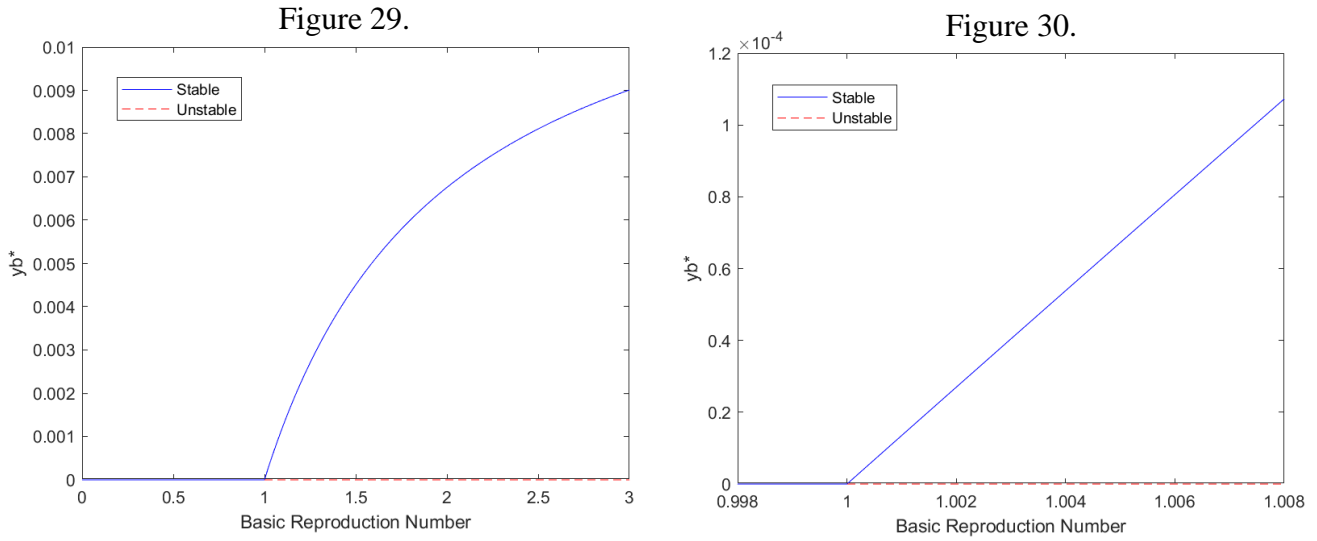 Figure 29.
0.01
0.009
0.008
0.007
0.006
0.005
0.004
0.003
0.002
0.001
0
yb*
Stable
Unstable
0 0.5 1 1.5 2 2.5 3
Basic Reproduction Number
Figure 30.
×10-4
1.2
1
0.8
0.6
0.4
0.2
0
yb*
Stable
Unstable
0.998 1 1.002 1.004 1.006 1.008
Basic Reproduction Number